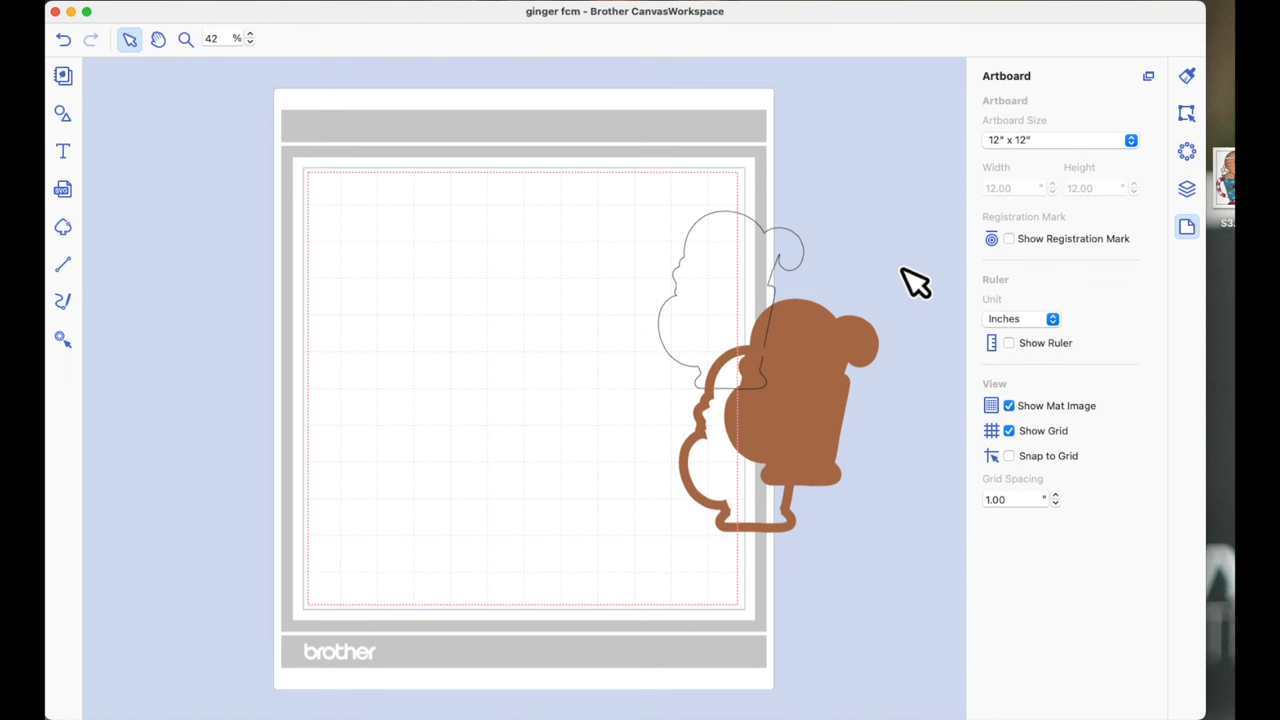 ginger fcm - Brother CanvasWorkspace
42 %
Artboard
Artboard
Artboard Size
12" x 12"
Width Height
12.00 " 12.00 "
Registration Mark
Show Registration Mark
Ruler
Unit
Inches
Show Ruler
View
Show Mat Image
Show Grid
Snap to Grid
Grid Spacing
1.00 "
T
SVG
S3.
brother